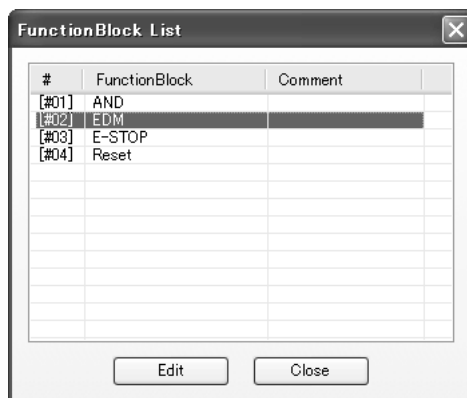 FunctionBlock List
# FunctionBlock Comment
[#01] AND
[#02] EDM
[#03] E-STOP
[#04] Reset
Edit Close